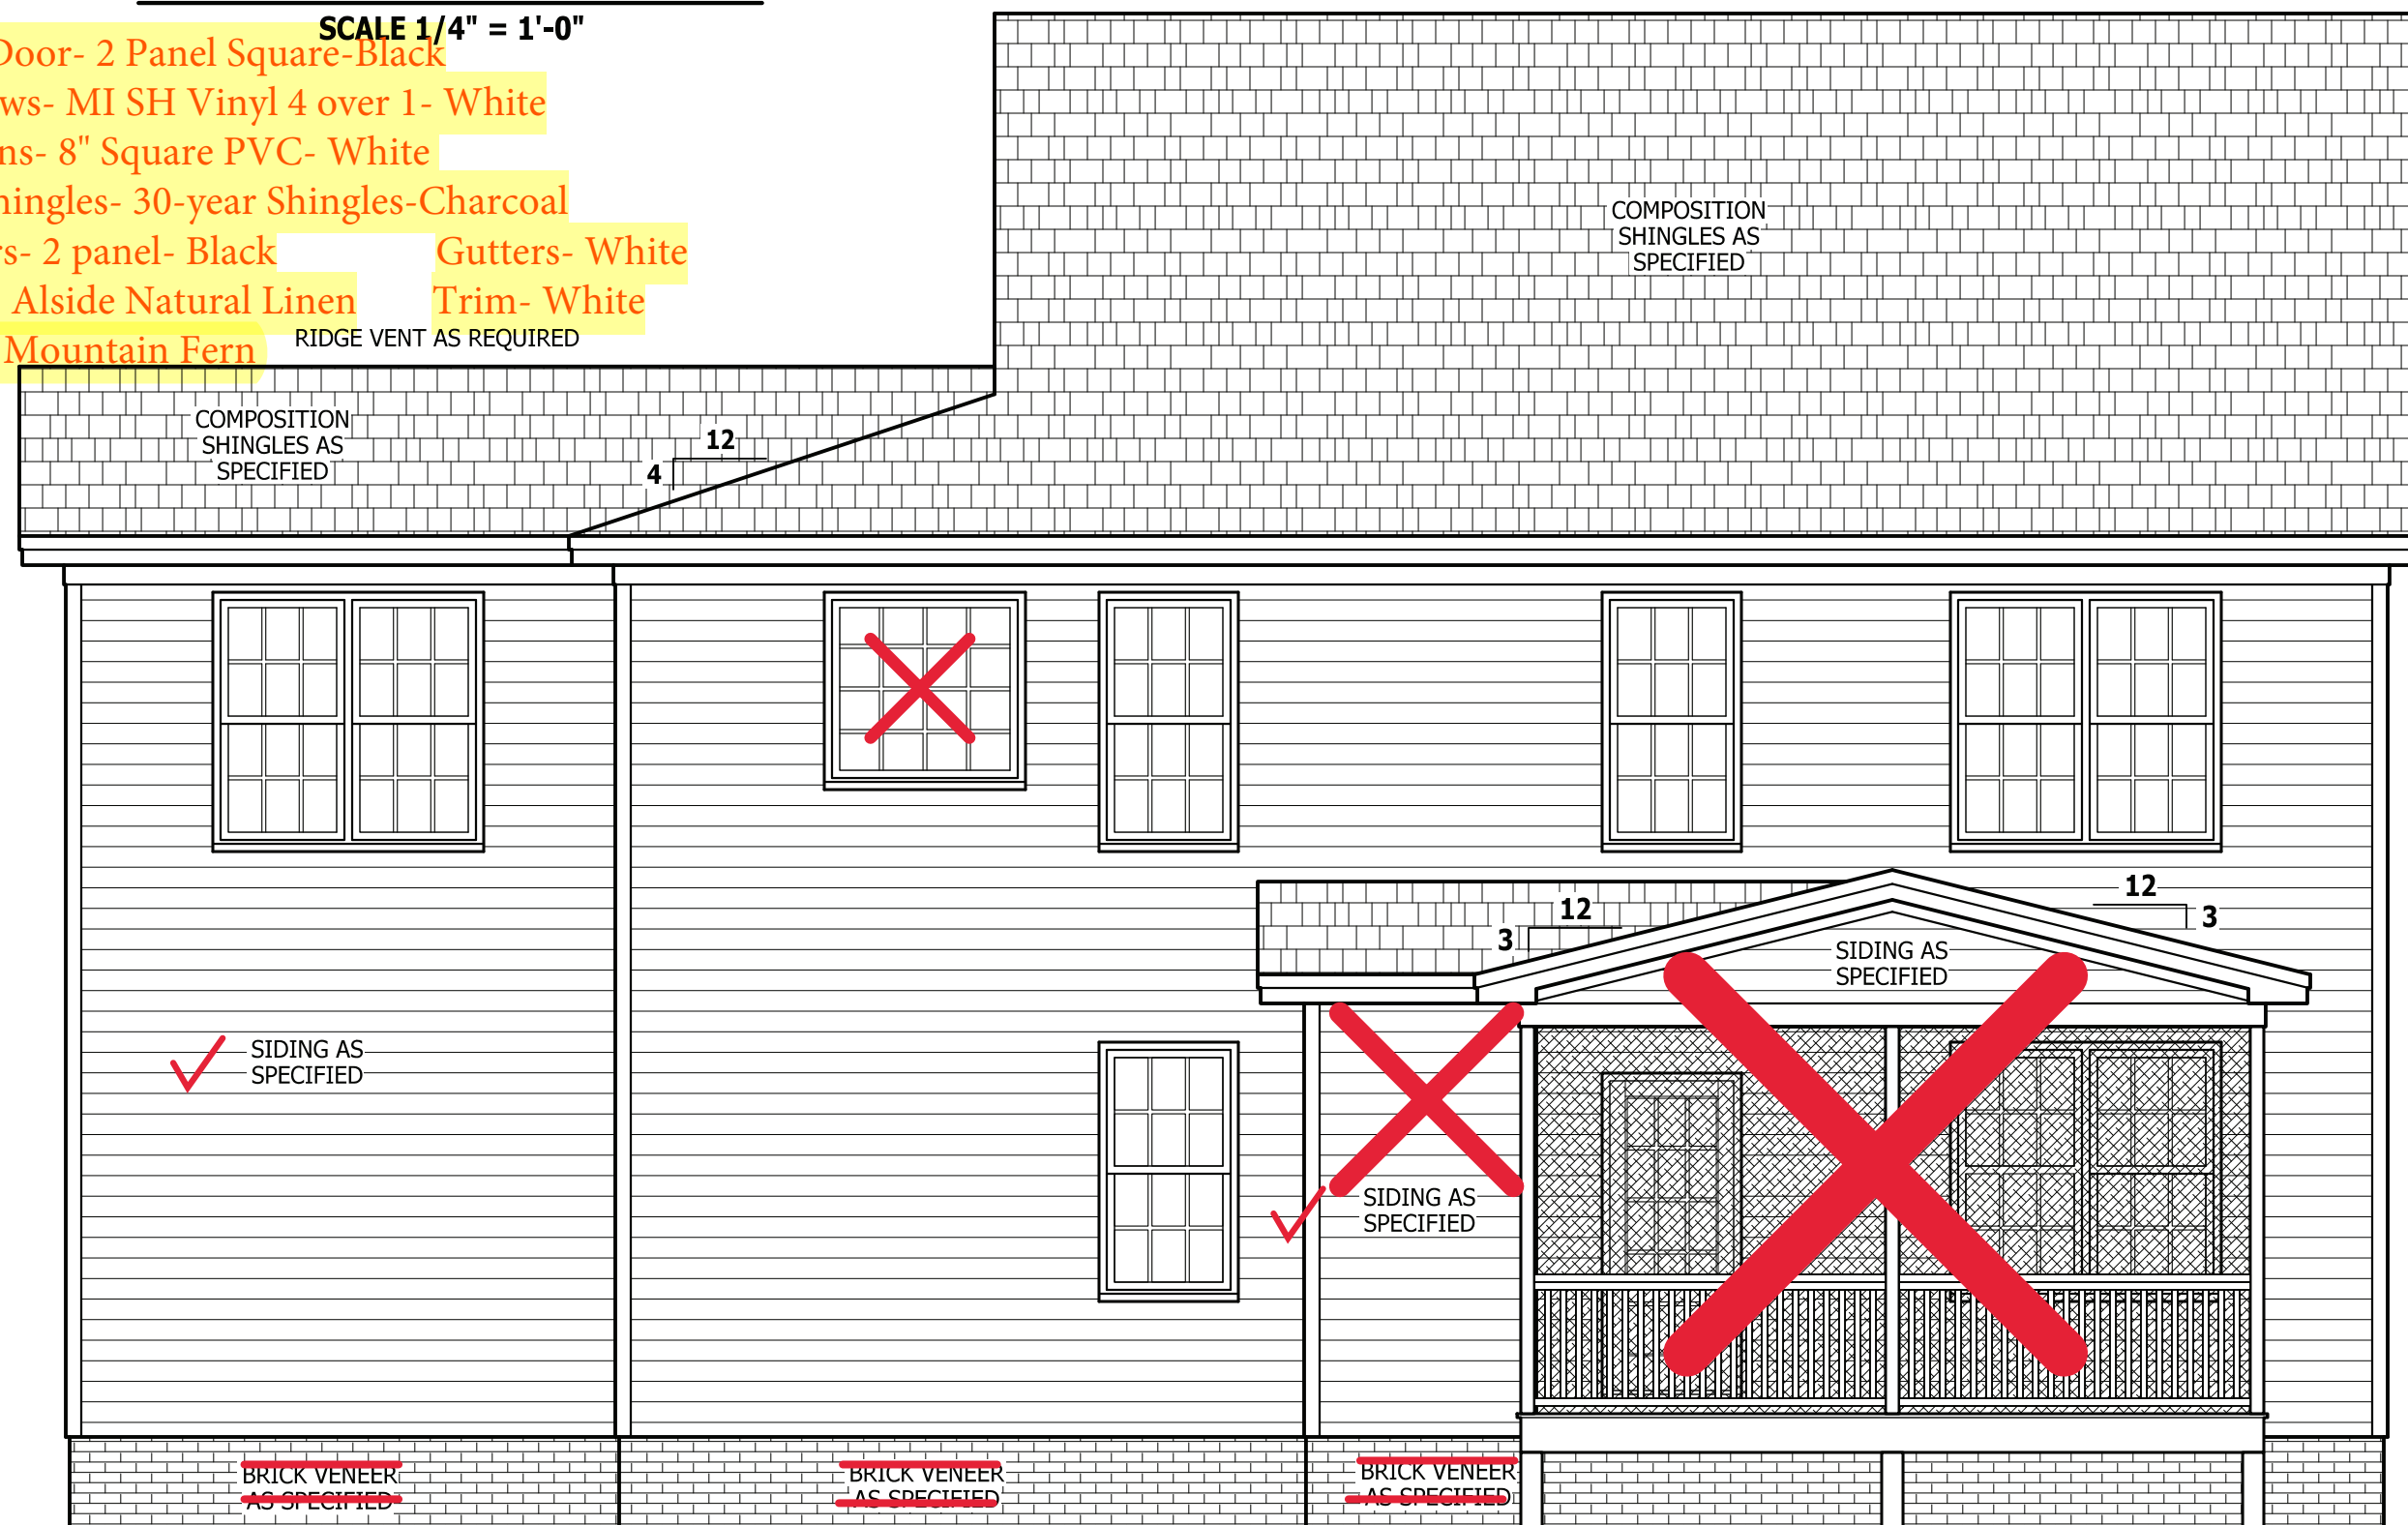 SCALE 1/4" = 1'-0"
Door- 2 Panel Square-Black
ws- MI SH Vinyl 4 over 1- White
ns- 8" Square PVC- White
hingles- 30-year Shingles-Charcoal
rs- 2 panel- Black
Gutters- White
Alside Natural Linen
Trim- White
Mountain Fern
RIDGE VENT AS REQUIRED
COMPOSITION
SHINGLES AS
SPECIFIED
COMPOSITION
SHINGLES AS
SPECIFIED
12
4
12
3
12
3
SIDING AS
SPECIFIED
SIDING AS
SPECIFIED
SIDING AS
SPECIFIED
BRICK VENEER
AS SPECIFIED
BRICK VENEER
AS SPECIFIED
BRICK VENEER
AS SPECIFIED